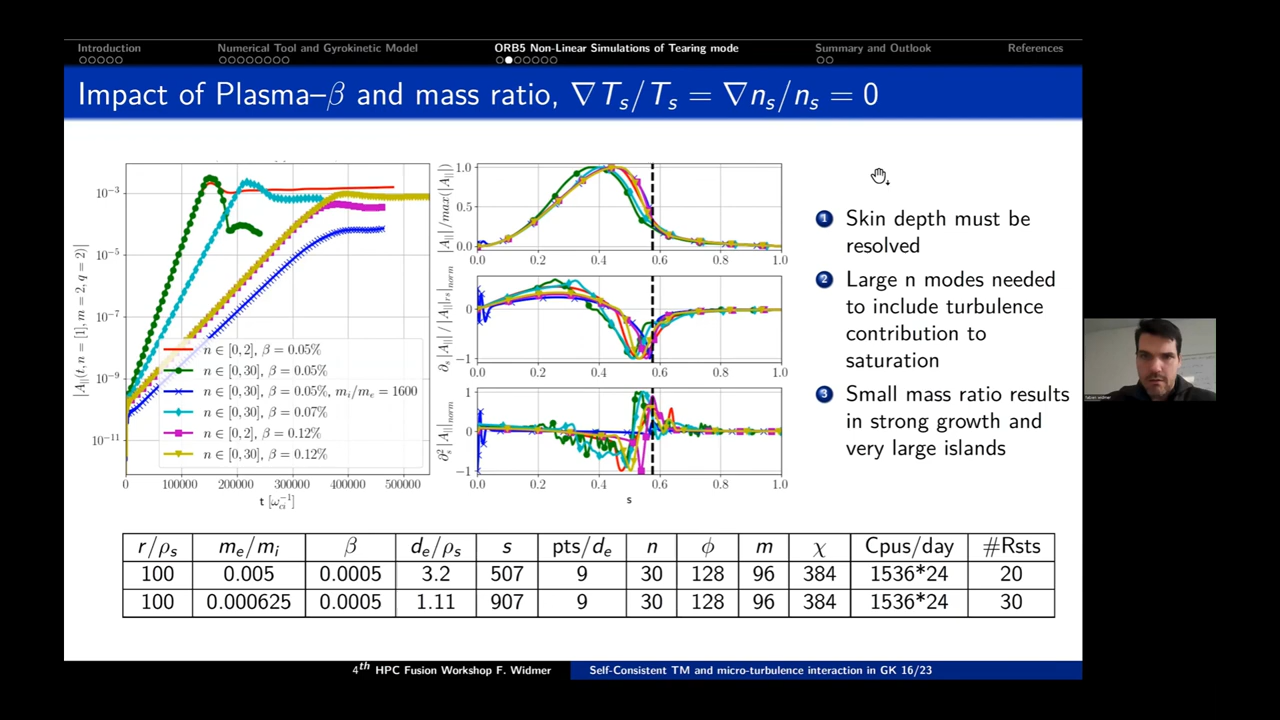 Introduction
Numerical Tool and Gyrokinetic Model
ORB5 Non-Linear Simulations of Tearing mode
Summary and Outlook
References
Impact of Plasma–β and mass ratio, ∇T_s/T_s = ∇n_s/n_s = 0
|A_||(t, n = [1], m = 2, q = 2)|
10⁻³
10⁻⁵
10⁻⁷
10⁻⁹
10⁻¹¹
n ∈ [0, 2], β = 0.05%
n ∈ [0, 30], β = 0.05%
n ∈ [0, 30], β = 0.05%, m_i/m_e = 1600
n ∈ [0, 30], β = 0.07%
n ∈ [0, 2], β = 0.12%
n ∈ [0, 30], β = 0.12%
0 100000 200000 300000 400000 500000
t [ω_ci⁻¹]
|A_|||/max(|A_|||)
1.0
0.5
0.0
0.0 0.2 0.4 0.6 0.8 1.0
∂_s|A_|||/|A_|||_rs|_norm
0
−1
0.0 0.2 0.4 0.6 0.8 1.0
∂_s²|A_|||_norm
1
0
−1
0.0 0.2 0.4 0.6 0.8 1.0
s
1 Skin depth must be
resolved
2 Large n modes needed
to include turbulence
contribution to
saturation
3 Small mass ratio results
in strong growth and
very large islands
r/ρ_s m_e/m_i β d_e/ρ_s s pts/d_e n ϕ m χ Cpus/day #Rsts
100 0.005 0.0005 3.2 507 9 30 128 96 384 1536*24 20
100 0.000625 0.0005 1.11 907 9 30 128 96 384 1536*24 30
4th HPC Fusion Workshop F. Widmer
Self-Consistent TM and micro-turbulence interaction in GK 16/23